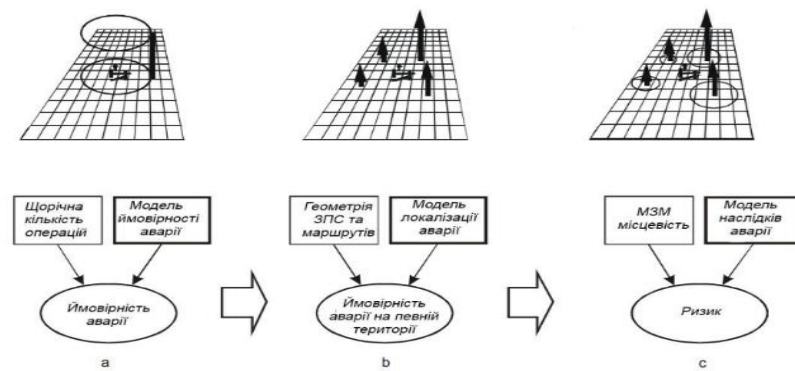 Щорічна
кількість
операцій
Модель
ймовірності
аварії
Ймовірність
аварії
a
Геометрія
ЗПС та
маршрутів
Модель
локалізації
аварії
Ймовірність
аварії на певній
території
b
МЗМ
місцевість
Модель
наслідків
аварії
Ризик
c